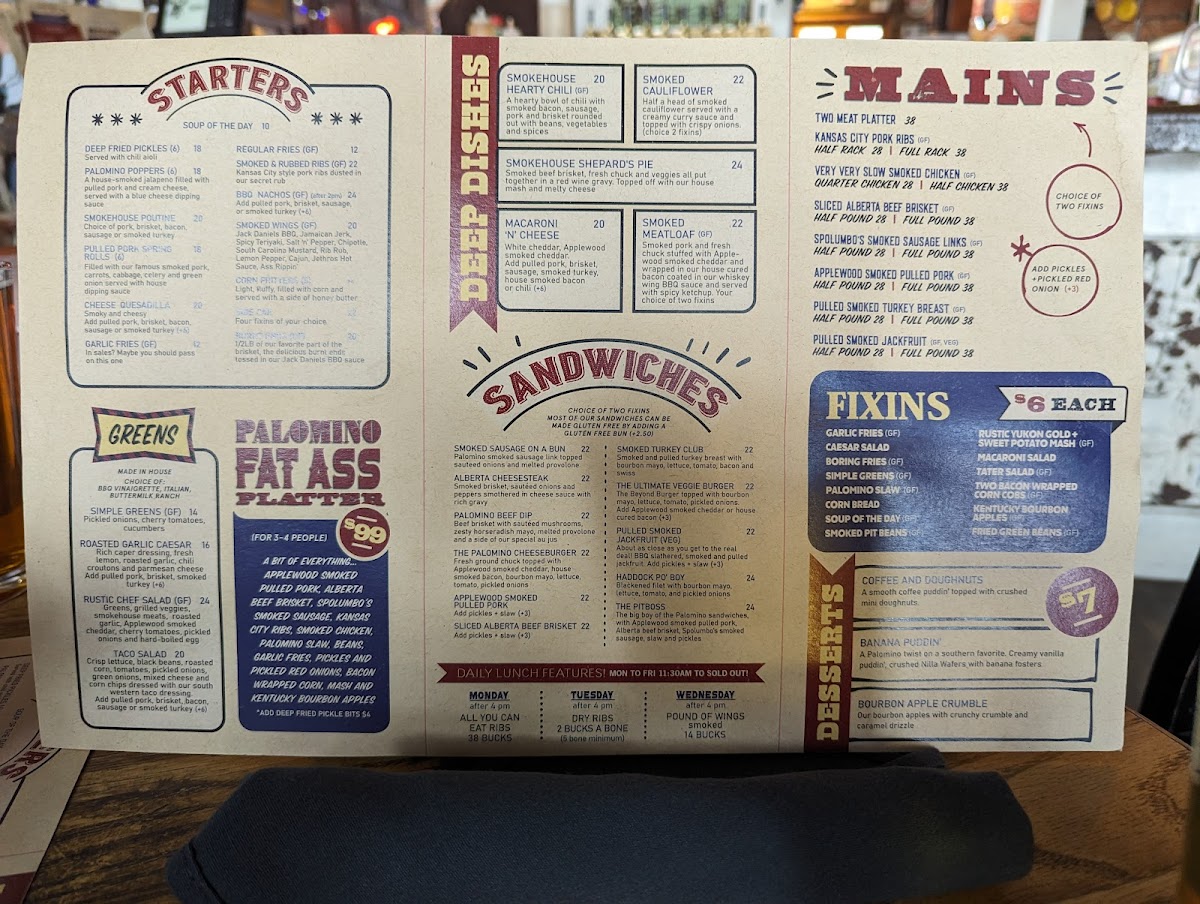 STARTERS
SOUP OF THE DAY 10
DEEP FRIED PICKLES (6) 18
Served with chili aioli
PALOMINO POPPERS (6) 18
A house-smoked jalapeno filled with
pulled pork and cream cheese,
served with a blue cheese dipping
sauce
SMOKEHOUSE POUTINE 20
Choice of pork, bacon,
sausage or smoked turkey
PULLED PORK SPRING 18
ROLLS (6)
Filled with our famous smoked pork,
carrots, cabbage, celery and green
onion served with house
dipping sauce
CHEESE QUESADILLA 20
Smoky and cheesy
Add pulled pork, brisket, bacon,
sausage or smoked turkey (+6)
GARLIC FRIES (GF) 12
In sales? Maybe you should pass
on this one
REGULAR FRIES (GF) 12
SMOKED & RUBBED RIBS (GF) 22
Kansas City style pork ribs dusted in
our secret rub
BBQ NACHOS (GF) (after 2pm) 24
Add pulled pork, brisket, sausage,
or smoked turkey (+6)
SMOKED WINGS (GF) 20
Jack Daniels BBQ, Jamaican Jerk,
Spicy Teriyaki, Salt 'n' Pepper, Chipotle,
South Carolina Mustard, Rib Rub,
Lemon Pepper, Cajun, Jethros Hot
Sauce, Ass Rippin
CORN FRITTERS
Light, fluffy, filled with corn and
served with a side of honey butter
Four fixins of your choice
1/2LB of our favorite part of the
brisket, the delicious burnt ends
tossed in our Jack Daniels BBQ sauce
GREENS
MADE IN HOUSE
CHOICE OF:
BBQ VINAIGRETTE, ITALIAN,
BUTTERMILK RANCH
SIMPLE GREENS (GF) 14
Pickled onions, cherry tomatoes,
cucumbers
ROASTED GARLIC CAESAR 16
Rich caper dressing, fresh
lemon, roasted garlic, chili
croutons and parmesan cheese
Add pulled pork, brisket, smoked
turkey (+6)
RUSTIC CHEF SALAD (GF) 24
Greens, grilled veggies,
smokehouse meats, roasted
garlic, Applewood smoked
cheddar, cherry tomatoes, pickled
onions and hard-boiled egg
TACO SALAD 20
Crisp lettuce, black beans, roasted
corn, tomatoes, pickled onions,
green onions, mixed cheese and
corn chips dressed with our south
western taco dressing.
Add pulled pork, brisket, bacon,
sausage or smoked turkey (+6)
PALOMINO
FAT ASS
PLATTER
$99
(FOR 3-4 PEOPLE)
A BIT OF EVERYTHING...
APPLEWOOD SMOKED
PULLED PORK, ALBERTA
BEEF BRISKET, SPOLUMBO'S
SMOKED SAUSAGE, KANSAS
CITY RIBS, SMOKED CHICKEN,
PALOMINO SLAW, BEANS,
GARLIC FRIES, PICKLES AND
PICKLED RED ONIONS, BACON
WRAPPED CORN, MASH AND
KENTUCKY BOURBON APPLES
*ADD DEEP FRIED PICKLE BITS $4
DEEP DISHES
SMOKEHOUSE 20
HEARTY CHILI (GF)
A hearty bowl of chili with
smoked bacon, sausage,
pork and brisket rounded
out with beans, vegetables
and spices
SMOKED 22
CAULIFLOWER
Half a head of smoked
cauliflower served with a
creamy curry sauce and
topped with crispy onions.
(choice 2 fixins)
SMOKEHOUSE SHEPARD'S PIE 24
Smoked beef brisket, fresh chuck and veggies all put
together in a red wine gravy. Topped off with our house
mash and melty cheese
MACARONI 20
'N' CHEESE
White cheddar, Applewood
smoked cheddar.
Add pulled pork, brisket,
sausage, smoked turkey,
house smoked bacon
or chili (+6)
SMOKED 22
MEATLOAF (GF)
Smoked pork and fresh
chuck stuffed with Apple-
wood smoked cheddar and
wrapped in our house cured
bacon coated in our whiskey
wing BBQ sauce and served
with spicy ketchup. Your
choice of two fixins
SANDWICHES
CHOICE OF TWO FIXINS
MOST OF OUR SANDWICHES CAN BE
MADE GLUTEN FREE BY ADDING A
GLUTEN FREE BUN (+2.50)
SMOKED SAUSAGE ON A BUN 22
Palomino smoked sausage link topped
sautéed onions and melted provolone
ALBERTA CHEESESTEAK 22
Smoked brisket, sautéed onions and
peppers smothered in cheese sauce with
rich gravy
PALOMINO BEEF DIP 22
Beef brisket with sautéed mushrooms,
zesty horseradish mayo, melted provolone
and a side of our special au jus
THE PALOMINO CHEESEBURGER 22
Fresh ground chuck topped with
Applewood smoked cheddar, house
smoked bacon, bourbon mayo, lettuce,
tomato, pickled onions
APPLEWOOD SMOKED 22
PULLED PORK
Add pickles + slaw (+3)
SLICED ALBERTA BEEF BRISKET 22
Add pickles + slaw (+3)
SMOKED TURKEY CLUB 22
Smoked and pulled turkey breast with
bourbon mayo, lettuce, tomato, bacon and
swiss
THE ULTIMATE VEGGIE BURGER 22
The Beyond Burger topped with bourbon
mayo, lettuce, tomato, pickled onions.
Add Applewood smoked cheddar or house
cured bacon (+3)
PULLED SMOKED 22
JACKFRUIT (VEG)
About as close as you get to the real
deal! BBQ slathered, smoked and pulled
jackfruit. Add pickles + slaw (+3)
HADDOCK PO' BOY 24
Blackened filet with bourbon mayo,
lettuce, tomato, and pickled onions
THE PITBOSS 24
The big boy of the Palomino sandwiches,
with Applewood smoked pulled pork,
Alberta beef brisket, Spolumbo's smoked
sausage, slaw and pickles
DAILY LUNCH FEATURES! MON TO FRI 11:30AM TO SOLD OUT!
MONDAY
after 4 pm
ALL YOU CAN
EAT RIBS
38 BUCKS
TUESDAY
after 4 pm
DRY RIBS
2 BUCKS A BONE
(5 bone minimum)
WEDNESDAY
after 4 pm
POUND OF WINGS
smoked
14 BUCKS
MAINS
TWO MEAT PLATTER 38
KANSAS CITY PORK RIBS (GF)
HALF RACK 28 | FULL RACK 38
VERY VERY SLOW SMOKED CHICKEN (GF)
QUARTER CHICKEN 28 | HALF CHICKEN 38
SLICED ALBERTA BEEF BRISKET (GF)
HALF POUND 28 | FULL POUND 38
SPOLUMBO'S SMOKED SAUSAGE LINKS (GF)
HALF POUND 28 | FULL POUND 38
APPLEWOOD SMOKED PULLED PORK (GF)
HALF POUND 28 | FULL POUND 38
PULLED SMOKED TURKEY BREAST (GF)
HALF POUND 28 | FULL POUND 38
PULLED SMOKED JACKFRUIT (GF, VEG)
HALF POUND 28 | FULL POUND 38
CHOICE OF
TWO FIXINS
ADD PICKLES
+PICKLED RED
ONION (+3)
FIXINS
$6 EACH
GARLIC FRIES (GF)
CAESAR SALAD
BORING FRIES (GF)
SIMPLE GREENS (GF)
PALOMINO SLAW (GF)
CORN BREAD
SOUP OF THE DAY (GF)
SMOKED PIT BEANS (GF)
RUSTIC YUKON GOLD +
SWEET POTATO MASH (GF)
MACARONI SALAD
TATER SALAD (GF)
TWO BACON WRAPPED
CORN COBS (GF)
KENTUCKY BOURBON
APPLES (GF)
FRIED GREEN BEANS (GF)
DESSERTS
$7
COFFEE AND DOUGHNUTS
A smooth coffee puddin' topped with crushed
mini doughnuts.
BANANA PUDDIN'
A Palomino twist on a southern favorite. Creamy vanilla
puddin', crushed Nilla Wafers with banana fosters
BOURBON APPLE CRUMBLE
Our bourbon apples with crunchy crumble and
caramel drizzle